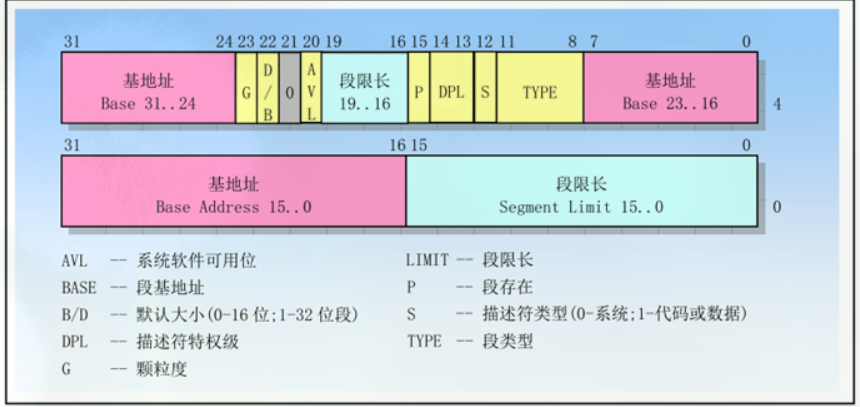 31 24 23 22 21 20 19 16 15 14 13 12 11 8 7 0
基地址 Base 31..24 G D/B 0 AVL 段限长 19..16 P DPL S TYPE 基地址 Base 23..16 4
31 16 15 0
基地址 段限长
Base Address 15..0 Segment Limit 15..0 0
AVL -- 系统软件可用位 LIMIT -- 段限长
BASE -- 段基地址 P -- 段存在
B/D -- 默认大小(0-16 位;1-32 位段) S -- 描述符类型(0-系统;1-代码或数据)
DPL -- 描述符特权级 TYPE -- 段类型
G -- 颗粒度